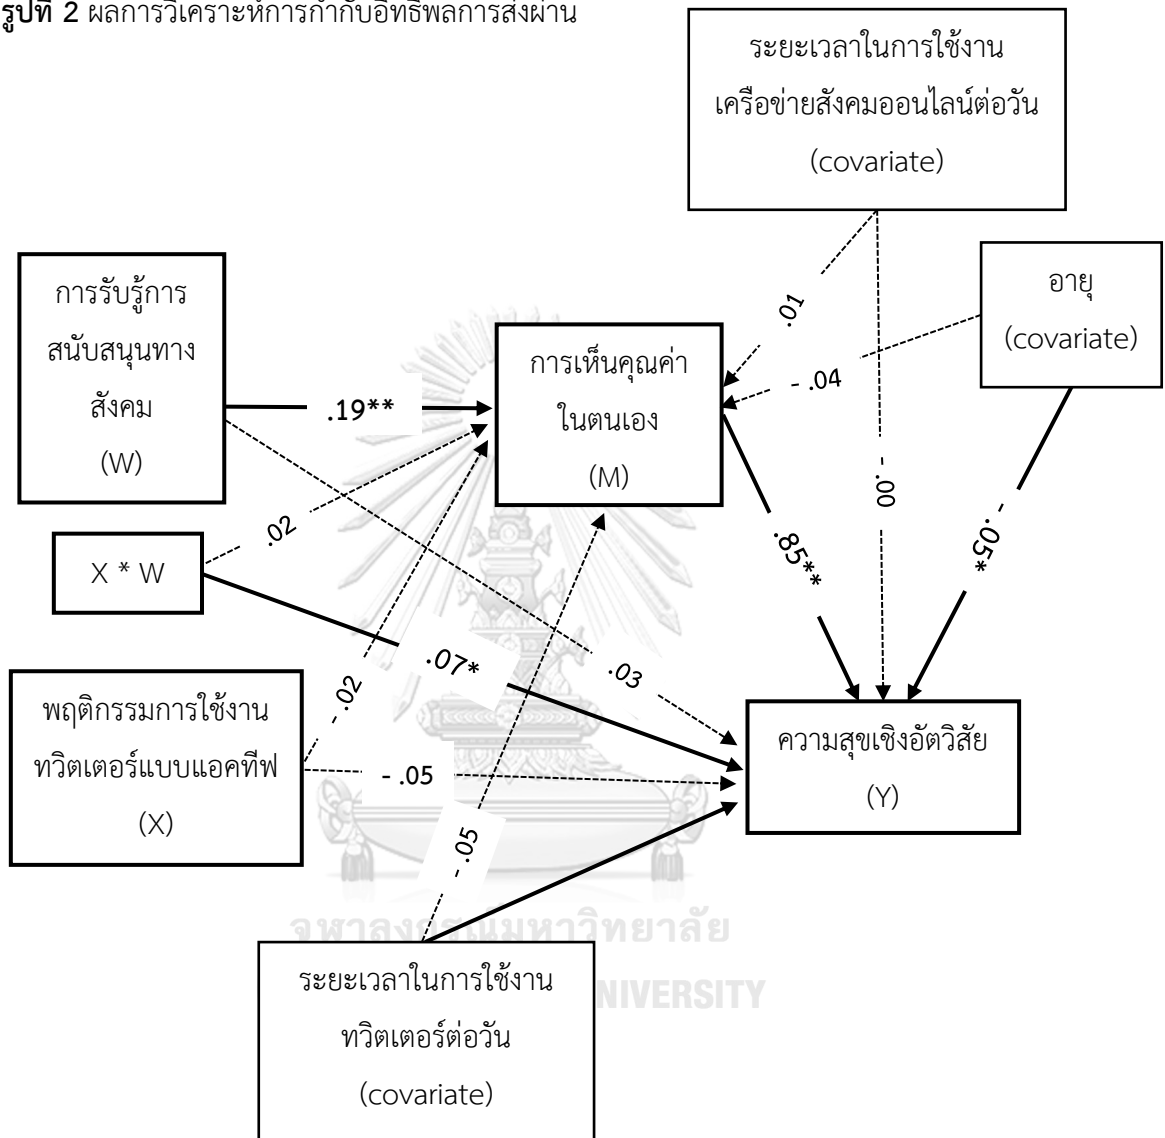 รูปที่ 2 ผลการวิเคราะห์การกำกับอิทธิพลการส่งผ่าน
ระยะเวลาในการใช้งาน
เครือข่ายสังคมออนไลน์ต่อวัน
(covariate)
การรับรู้การ
สนับสนุนทาง
สังคม
(W)
อายุ
(covariate)
การเห็นคุณค่า
ในตนเอง
(M)
.01
- .04
.19**
.02
X * W
.85**
.00
- .05*
.07*
.03
- .02
พฤติกรรมการใช้งาน
ทวิตเตอร์แบบแอคทีฟ
(X)
- .05
ความสุขเชิงอัตวิสัย
(Y)
- .05
จุฬาลงกรณ์มหาวิทยาลัย
NIVERSITY
ระยะเวลาในการใช้งาน
ทวิตเตอร์ต่อวัน
(covariate)